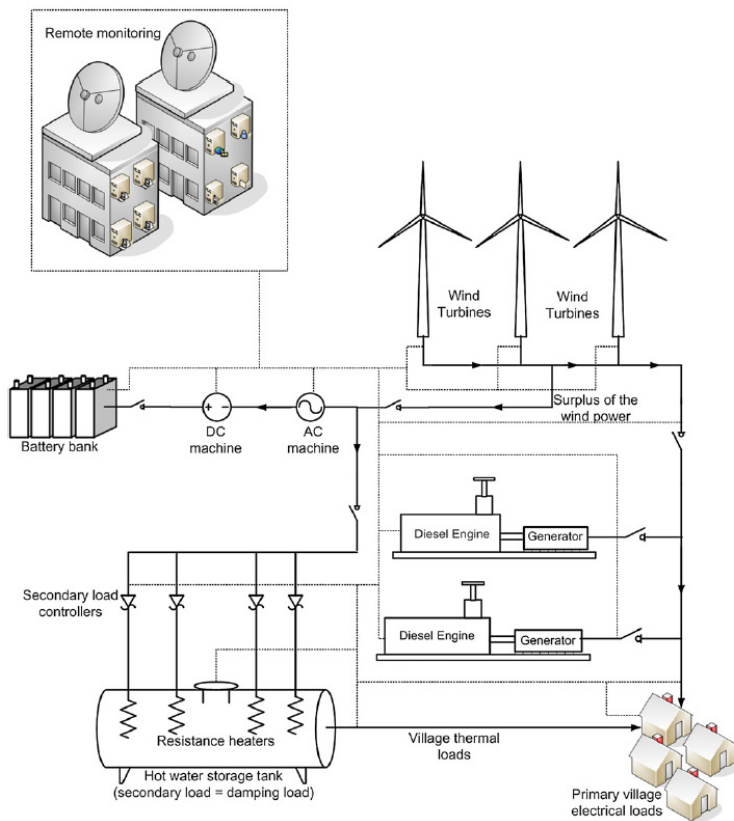 Remote monitoring
Wind
Turbines
Wind
Turbines
Surplus of the
wind power
Battery bank
DC
machine
AC
machine
Diesel Engine
Generator
Secondary load
controllers
Diesel Engine
Generator
Resistance heaters
Village thermal
loads
Hot water storage tank
(secondary load = damping load)
Primary village
electrical loads